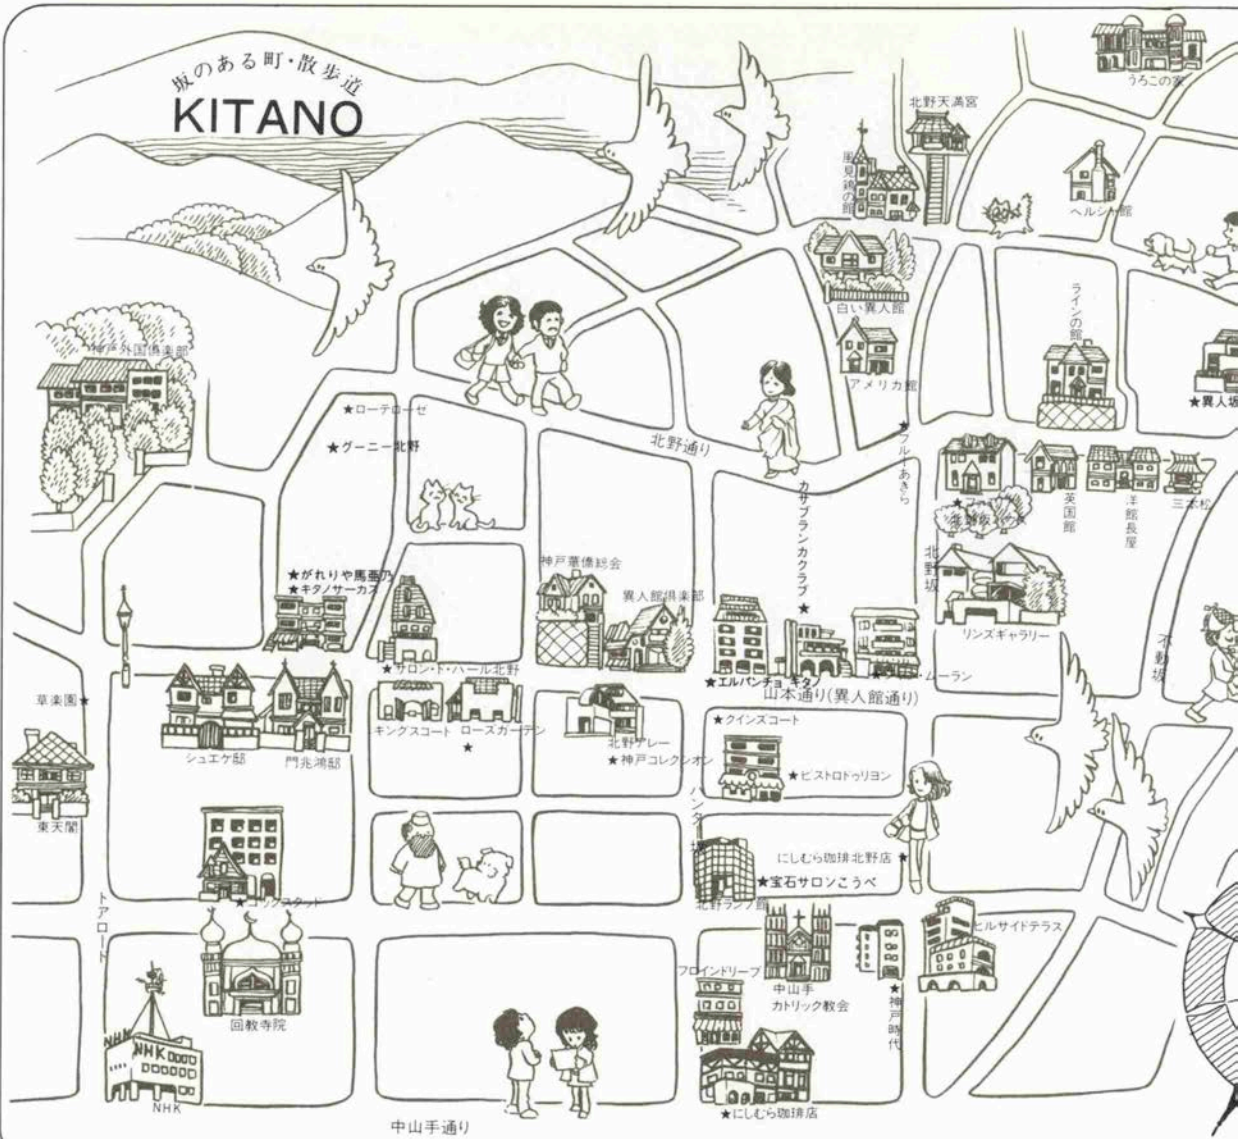 坂のある町・散歩道
KITANO
うろこの家
北野天満宮
風見鶏の館
ペルシャ館
白い異人館
ラインの館
アメリカ館
神戸外国倶楽部
★異人坂
★ローテローゼ
★グーニー北野
北野通り
カサブランカクラブ★
英国館
洋館長屋
三本松
北野坂
神戸華僑総会
★がれりや馬亜乃
★キタノサーカス
異人館倶楽部
リンズギャラリー
不動坂
★サロン・ド・ハール北野
草楽園★
★エルパンチョ キタノ
山本通り(異人館通り)
★クインズコート
キングスコート
ローズガーデン
★
北野アレー
★神戸コレクシオン
シュエケ邸
門兆鴻邸
★ビストロドゥリヨン
ハンター坂
東天閣
にしむら珈琲北野店★
★宝石サロンこうべ
北野ランプ館
トアロード
ヒルサイドテラス
フロインドリーブ
中山手
カトリック教会
★神戸時代
回教寺院
NHK
NHK
NHK
★にしむら珈琲店
中山手通り